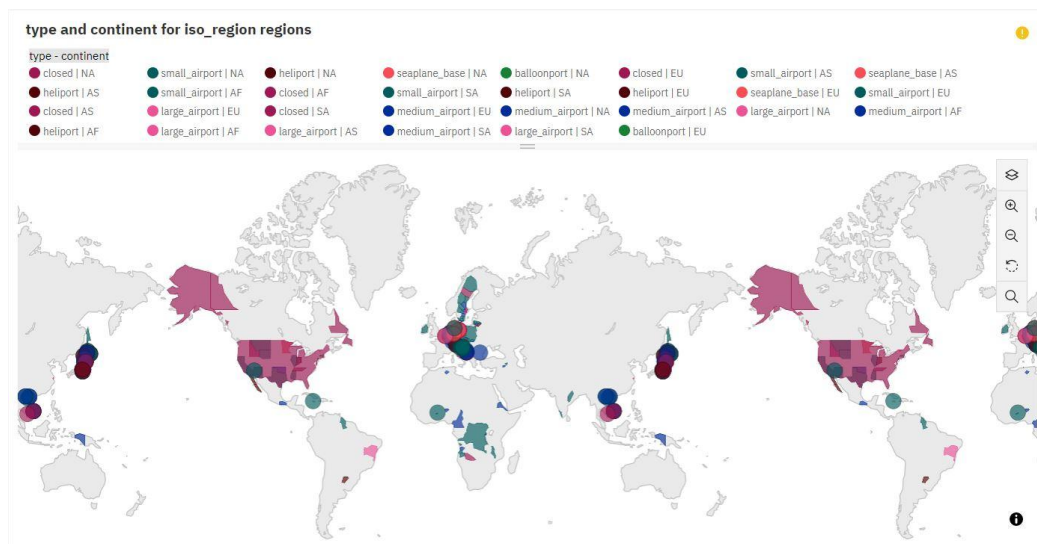 type and continent for iso_region regions
type - continent
closed | NA small_airport | NA heliport | NA seaplane_base | NA balloonport | NA closed | EU small_airport | AS seaplane_base | AS
heliport | AS small_airport | AF closed | AF small_airport | SA heliport | SA heliport | EU seaplane_base | EU small_airport | EU
closed | AS large_airport | EU closed | SA medium_airport | EU medium_airport | NA medium_airport | AS large_airport | NA medium_airport | AF
heliport | AF large_airport | AF large_airport | AS medium_airport | SA large_airport | SA balloonport | EU